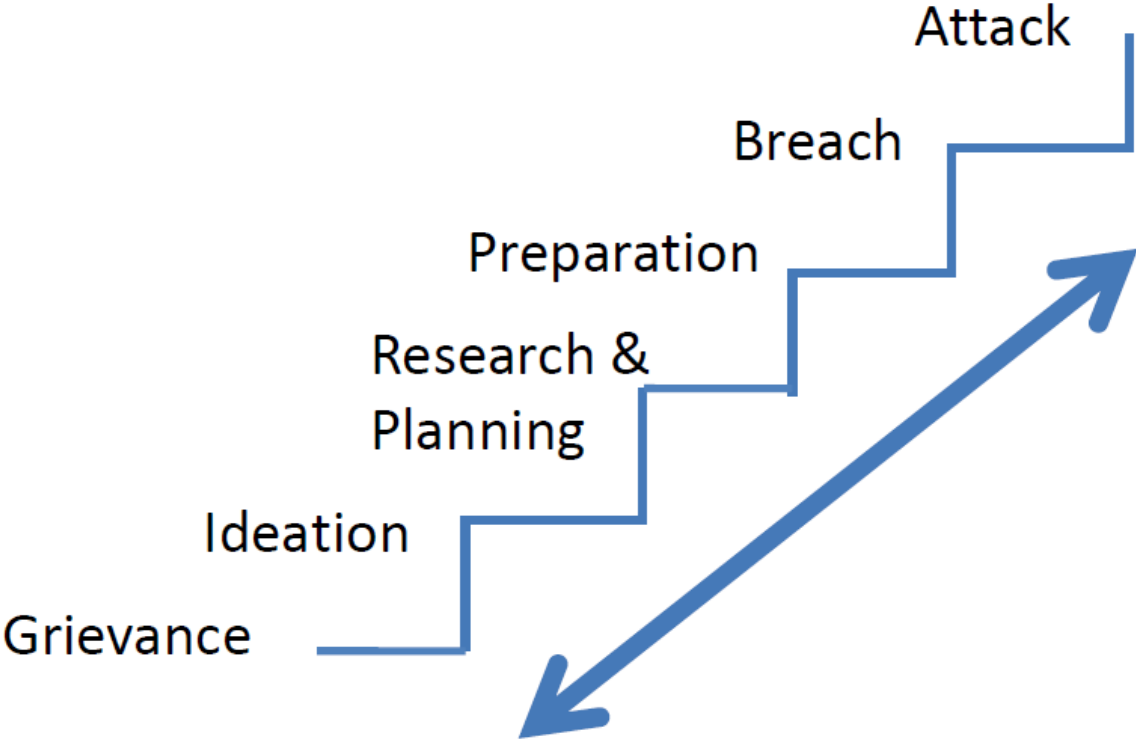 Attack
Breach
Preparation
Research &
Planning
Ideation
Grievance